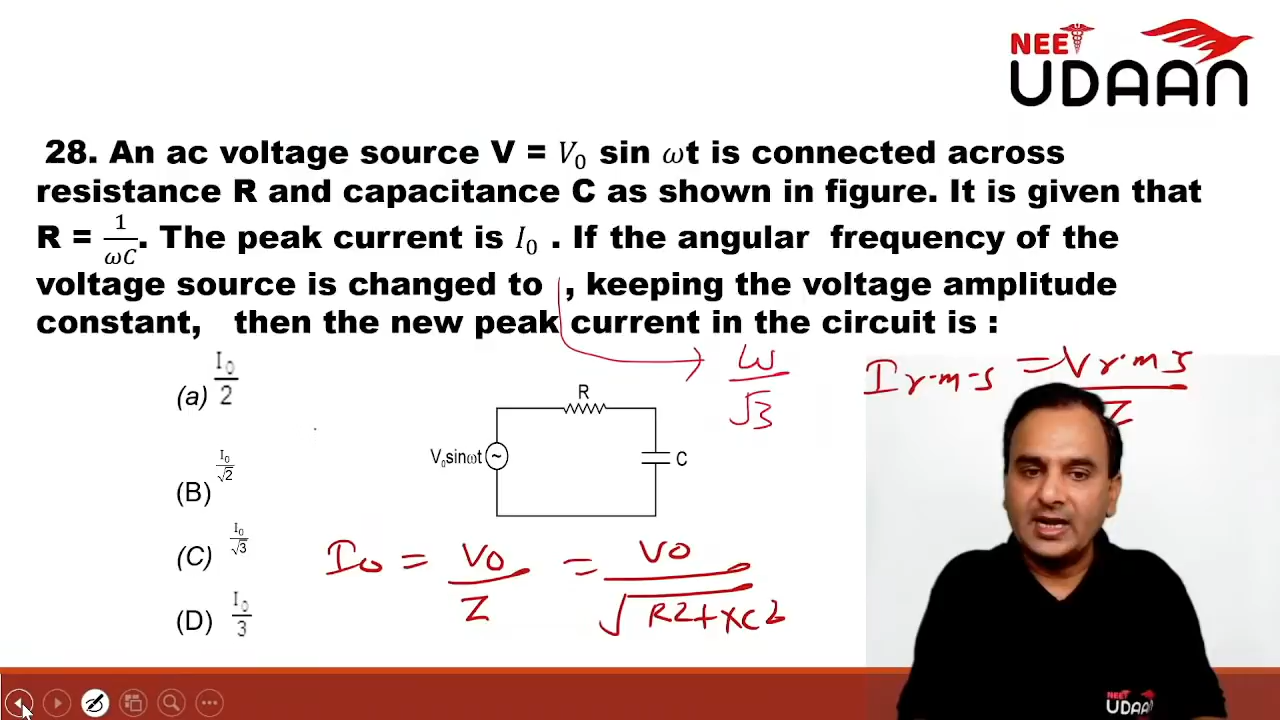 NEET
UDAAN
28. An ac voltage source V = V₀ sin ωt is connected across
resistance R and capacitance C as shown in figure. It is given that
R = 1/ωC. The peak current is I₀ . If the angular frequency of the
voltage source is changed to , keeping the voltage amplitude
constant, then the new peak current in the circuit is :
ω/√3
Ir.m.s = Vr.m.s/Z
(a) I₀/2
(B) I₀/√2
(C) I₀/√3
(D) I₀/3
R
V₀sinωt
C
I₀ = V₀/Z = V₀/√R2+XC2
NEET
UDAAN